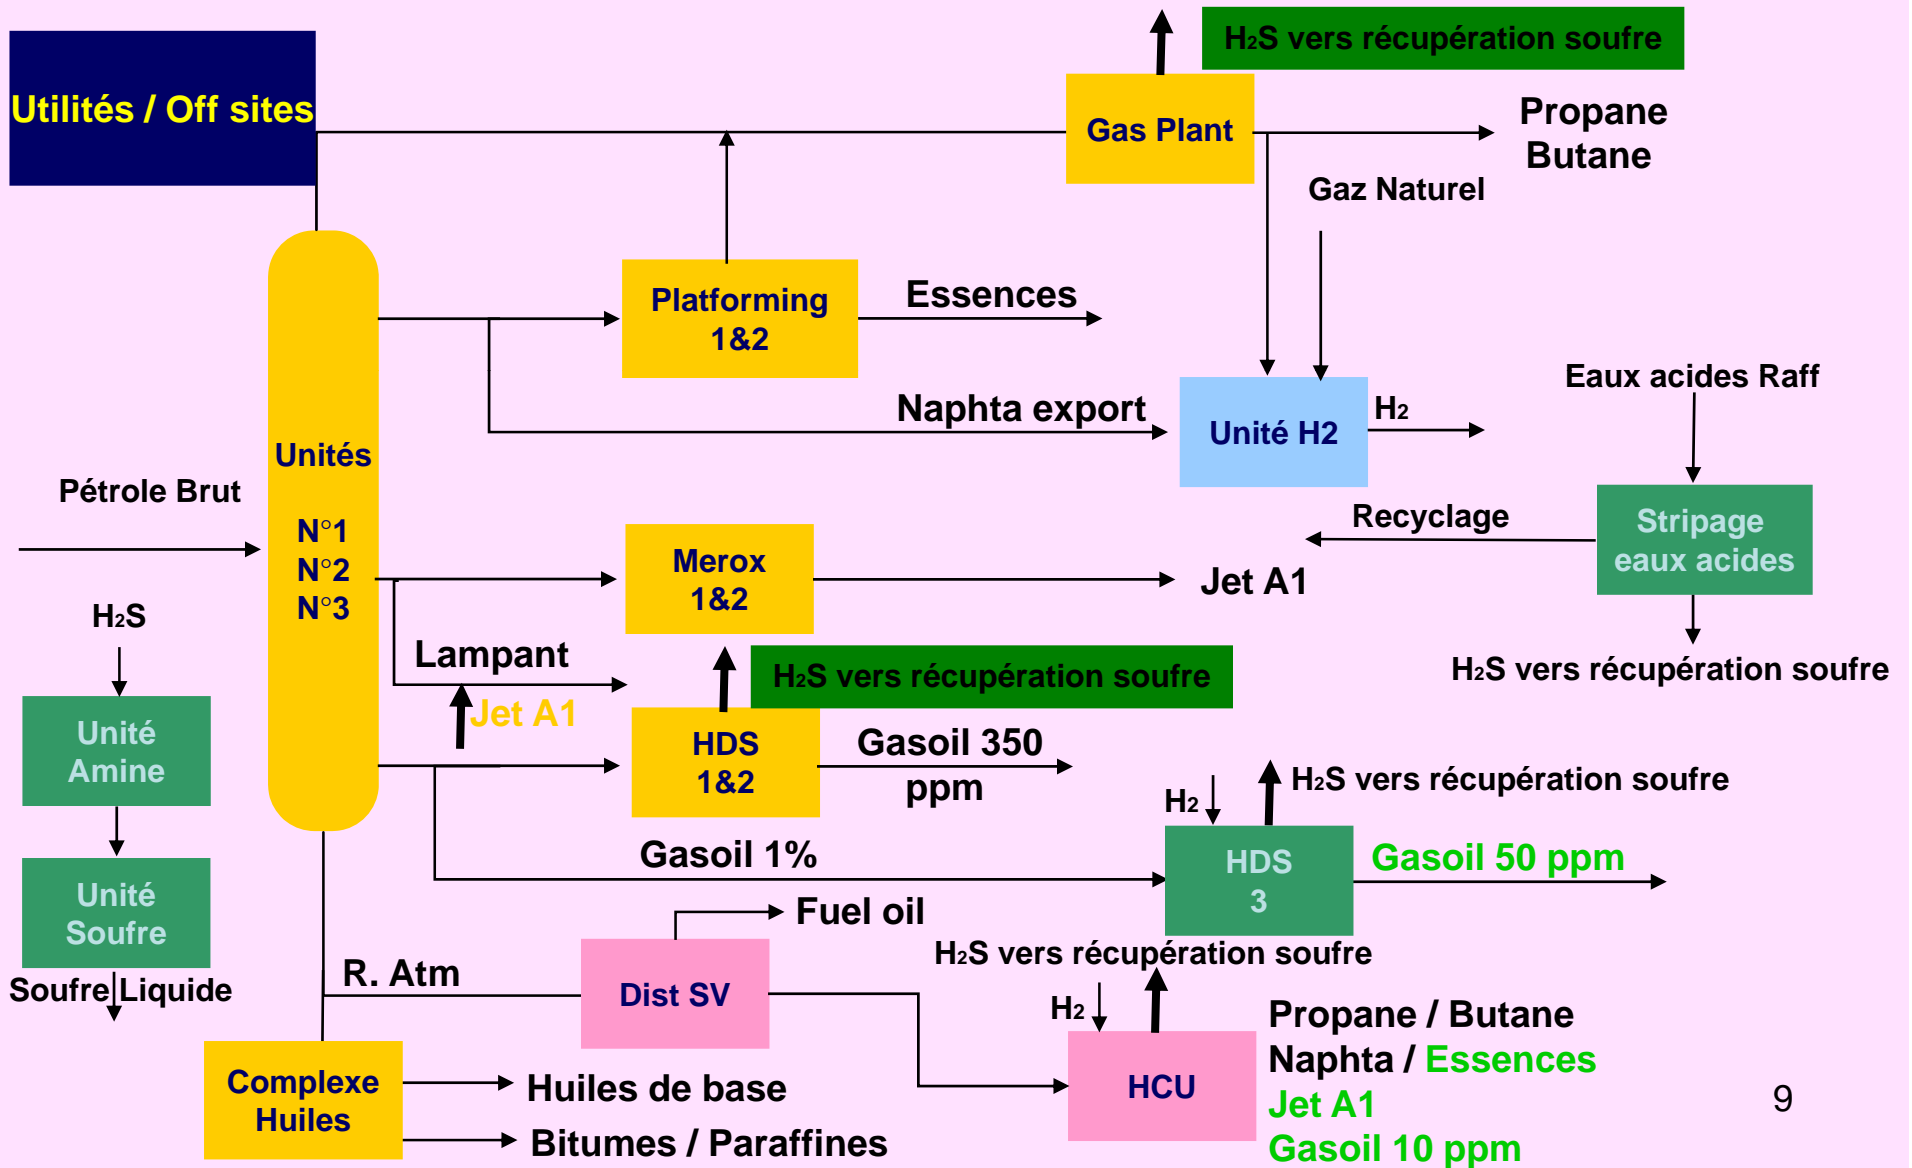 H2S vers récupération soufre
Utilités / Off sites
Gas Plant
Propane
Butane
Gaz Naturel
Platforming
1&2
Essences
Naphta export
Unité H2
H2
Eaux acides Raff
Unités
N°1
N°2
N°3
Pétrole Brut
Merox
1&2
Jet A1
Recyclage
Stripage
eaux acides
H2S vers récupération soufre
H2S
Lampant
Jet A1
H2S vers récupération soufre
Unité
Amine
HDS
1&2
Gasoil 350
ppm
H2
H2S vers récupération soufre
Gasoil 1%
HDS
3
Gasoil 50 ppm
Unité
Soufre
Soufre Liquide
Fuel oil
R. Atm
Dist SV
H2S vers récupération soufre
H2
HCU
Propane / Butane
Naphta / Essences
Jet A1
Gasoil 10 ppm
Complexe
Huiles
Huiles de base
Bitumes / Paraffines
9